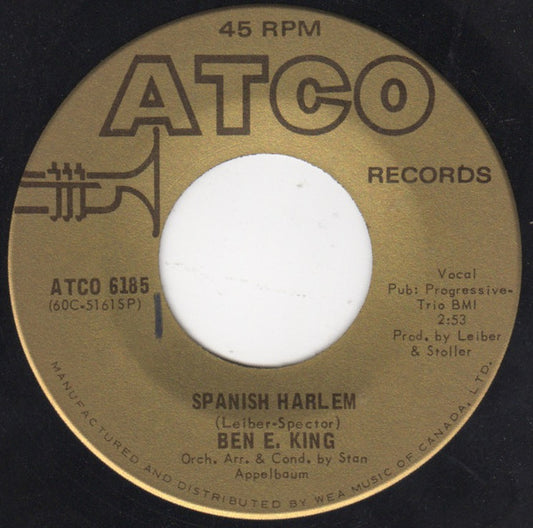 45 RPM
ATCO
RECORDS
ATCO 6185
(60C-5161SP)
Vocal
Pub: Progressive-
Trio BMI
2:53
Prod. by Leiber
& Stoller
SPANISH HARLEM
(Leiber-Spector)
BEN E. KING
Orch. Arr. & Cond. by Stan
Appelbaum
MANUFACTURED AND DISTRIBUTED BY WEA MUSIC OF CANADA, LTD.